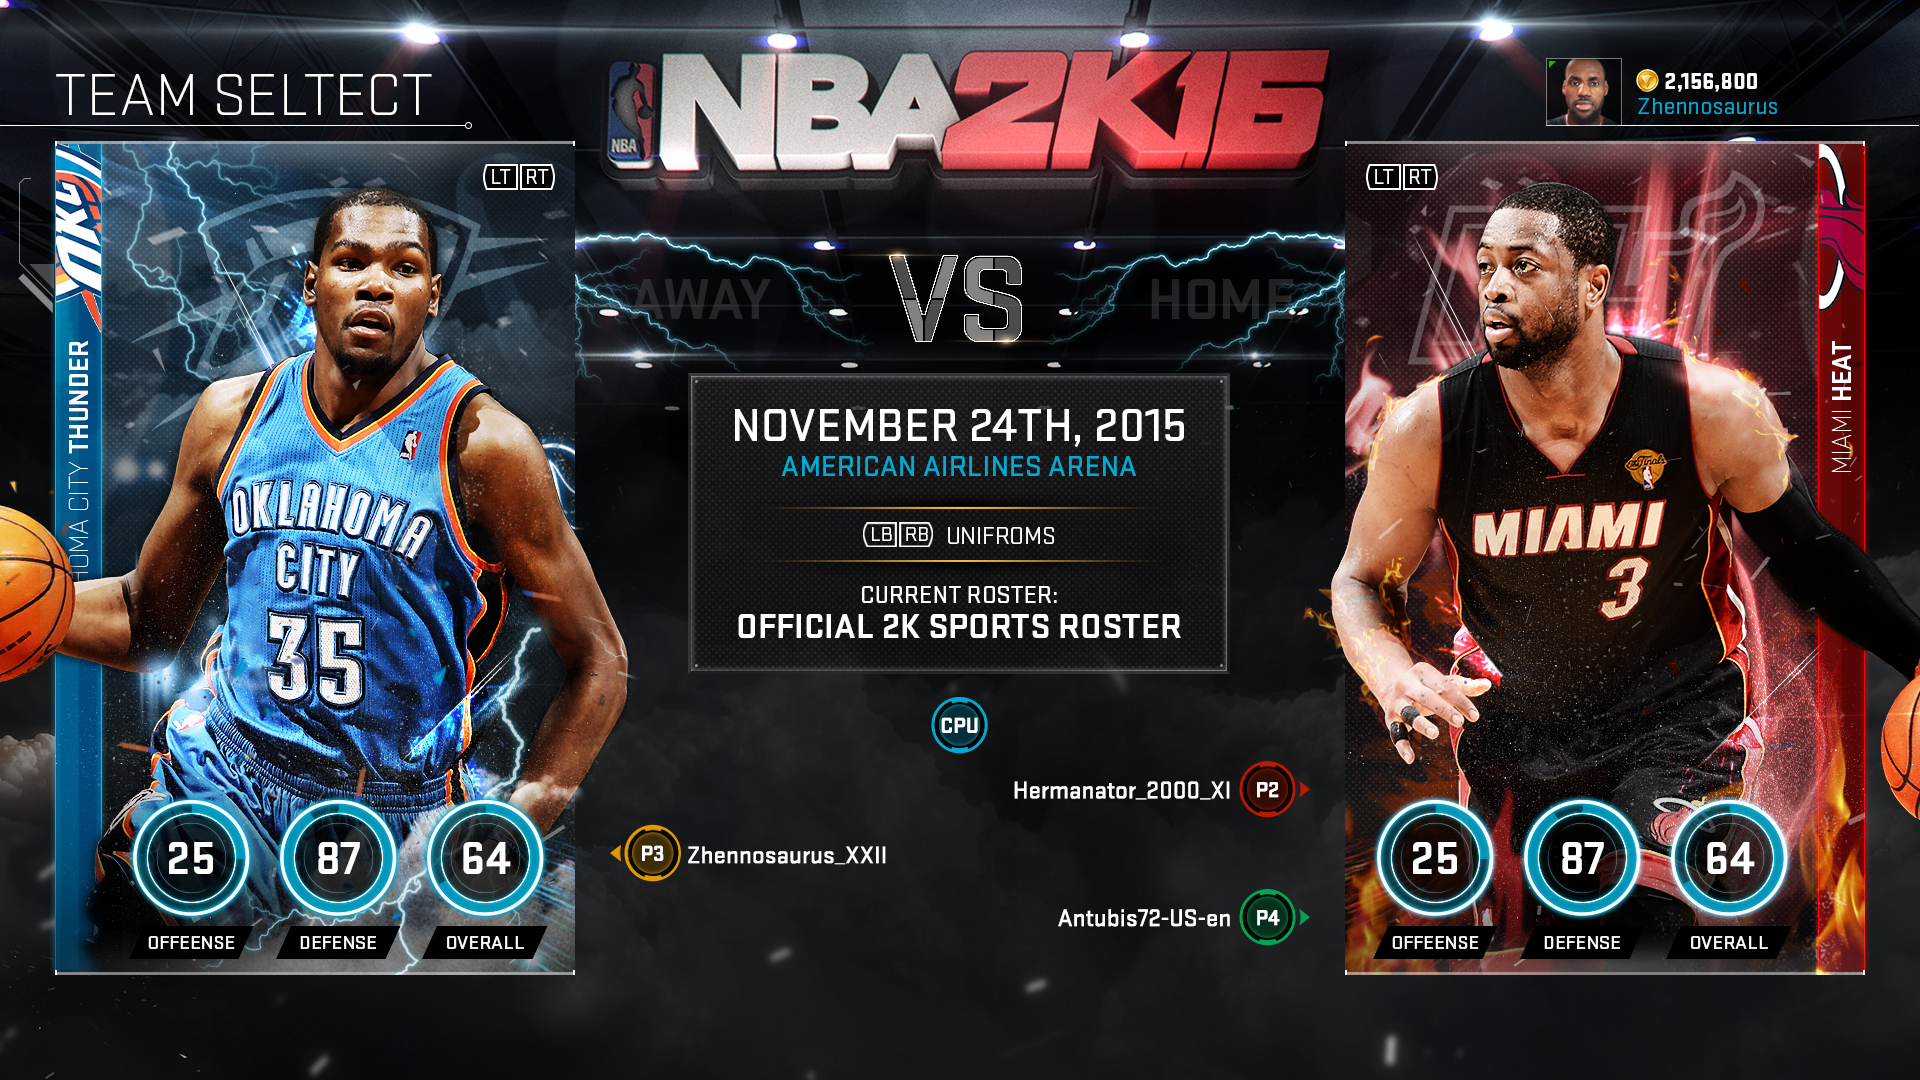 TEAM SELTECT
NBA
NBA2K16
2,156,800
Zhennosaurus
LT RT
OKC
OKLAHOMA
CITY
35
HOMA CITY THUNDER
25
87
64
OFFEENSE
DEFENSE
OVERALL
AWAY
VS
HOME
NOVEMBER 24TH, 2015
AMERICAN AIRLINES ARENA
LB RB UNIFROMS
CURRENT ROSTER:
OFFICIAL 2K SPORTS ROSTER
CPU
Hermanator_2000_XI P2
P3 Zhennosaurus_XXII
Antubis72-US-en P4
LT RT
MIAMI HEAT
MIAMI
3
25
87
64
OFFEENSE
DEFENSE
OVERALL